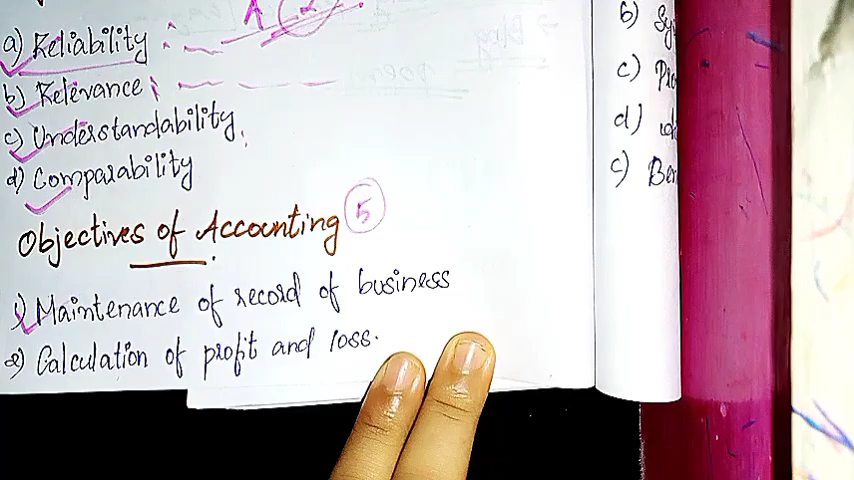 a) Reliability :
b) Relevance :
c) Understandability.
d) Comparability
Objectives of Accounting 5
1) Maintenance of record of business
2) Calculation of profit and loss.
b)
c)
d)
c) Ben